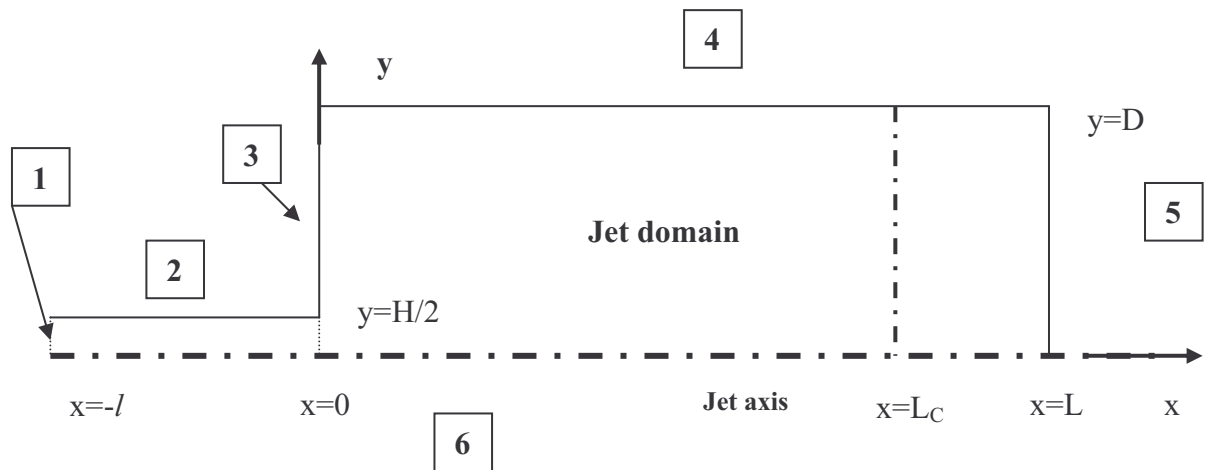 4
y
y=D
3
1
5
Jet domain
2
y=H/2
x=-l
x=0
Jet axis
x=L_C
x=L
x
6